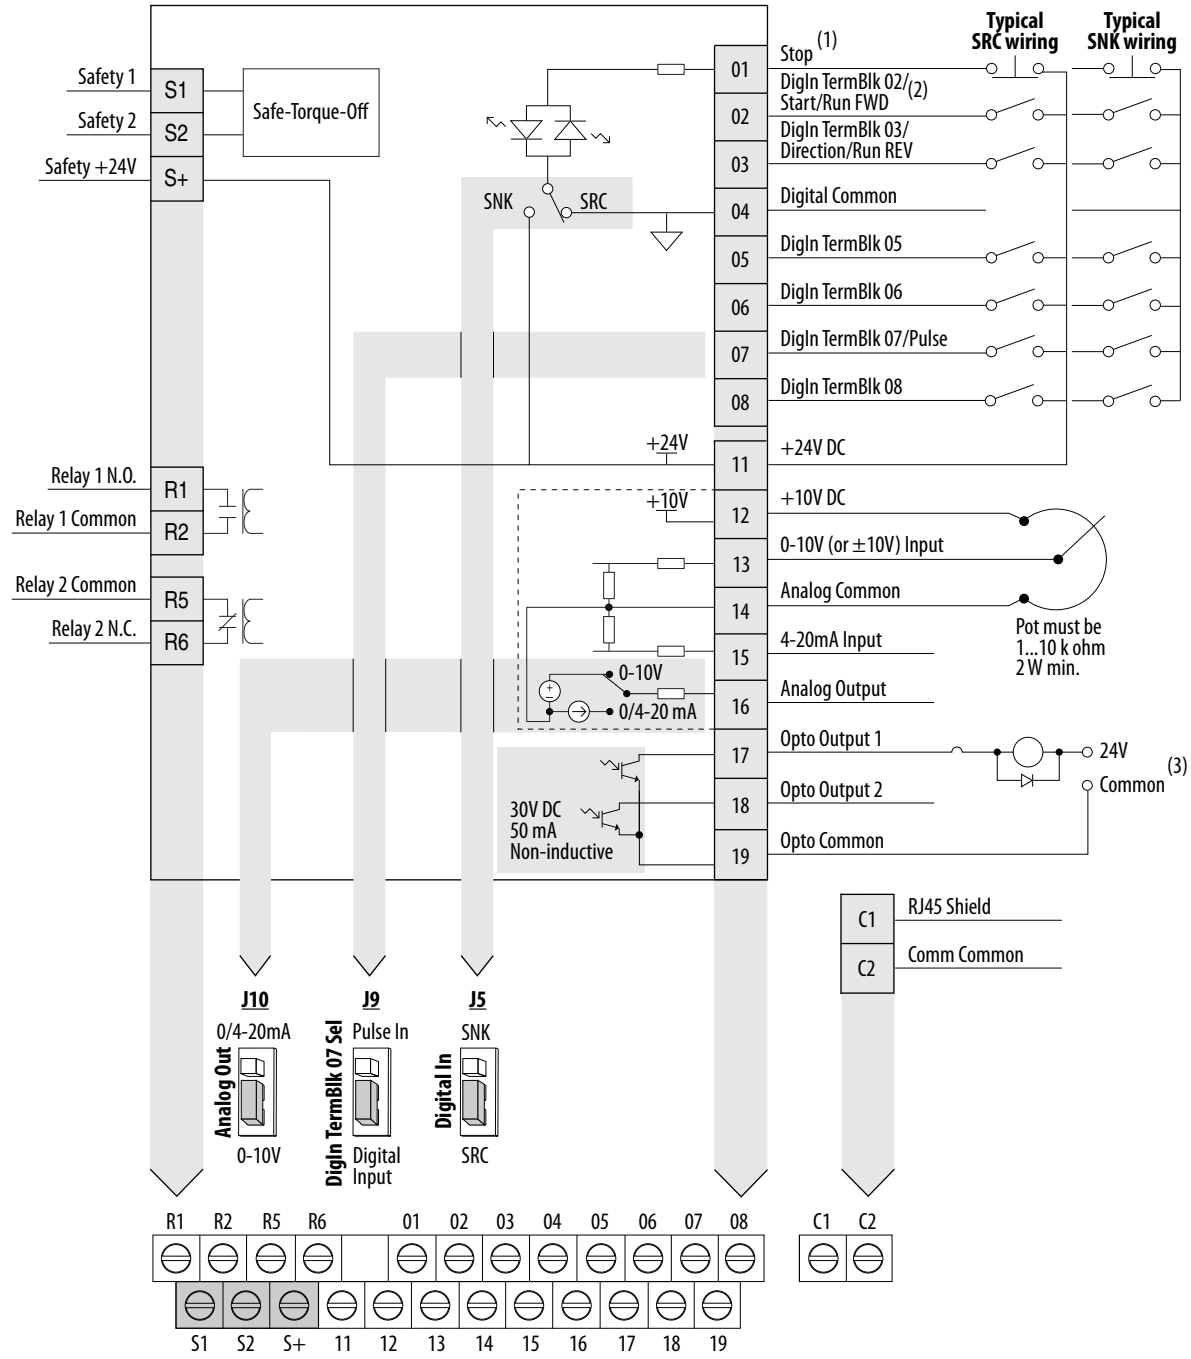 Typical
SRC wiring
Typical
SNK wiring
Safety 1
S1
Safety 2
S2
Safety +24V
S+
Safe-Torque-Off
SNK
SRC
01
Stop (1)
02
DigIn TermBlk 02/
Start/Run FWD (2)
03
DigIn TermBlk 03/
Direction/Run REV
04
Digital Common
05
DigIn TermBlk 05
06
DigIn TermBlk 06
07
DigIn TermBlk 07/Pulse
08
DigIn TermBlk 08
+24V
11
+24V DC
+10V
12
+10V DC
13
0-10V (or ±10V) Input
14
Analog Common
15
4-20mA Input
16
Analog Output
17
Opto Output 1
18
Opto Output 2
19
Opto Common
Pot must be
1...10 k ohm
2 W min.
24V
Common (3)
Relay 1 N.O.
R1
Relay 1 Common
R2
Relay 2 Common
R5
Relay 2 N.C.
R6
0-10V
0/4-20 mA
+
−
30V DC
50 mA
Non-inductive
C1
RJ45 Shield
C2
Comm Common
J10
0/4-20mA
Analog Out
0-10V
J9
Pulse In
DigIn TermBlk 07 Sel
Digital
Input
J5
SNK
Digital In
SRC
R1 R2 R5 R6 01 02 03 04 05 06 07 08 C1 C2
S1 S2 S+ 11 12 13 14 15 16 17 18 19